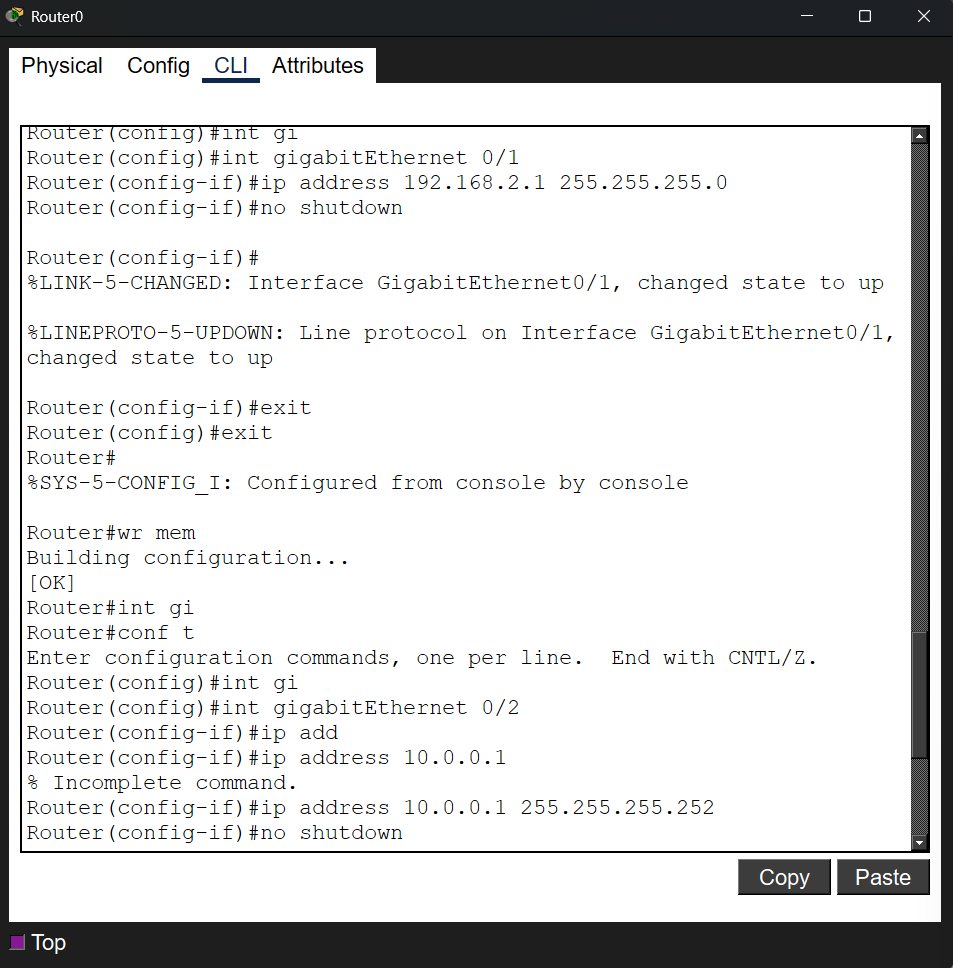 Router0
Physical Config CLI Attributes
Router(config)#int gi
Router(config)#int gigabitEthernet 0/1
Router(config-if)#ip address 192.168.2.1 255.255.255.0
Router(config-if)#no shutdown
Router(config-if)#
%LINK-5-CHANGED: Interface GigabitEthernet0/1, changed state to up
%LINEPROTO-5-UPDOWN: Line protocol on Interface GigabitEthernet0/1,
changed state to up
Router(config-if)#exit
Router(config)#exit
Router#
%SYS-5-CONFIG_I: Configured from console by console
Router#wr mem
Building configuration...
[OK]
Router#int gi
Router#conf t
Enter configuration commands, one per line.  End with CNTL/Z.
Router(config)#int gi
Router(config)#int gigabitEthernet 0/2
Router(config-if)#ip add
Router(config-if)#ip address 10.0.0.1
% Incomplete command.
Router(config-if)#ip address 10.0.0.1 255.255.255.252
Router(config-if)#no shutdown
Copy Paste
Top